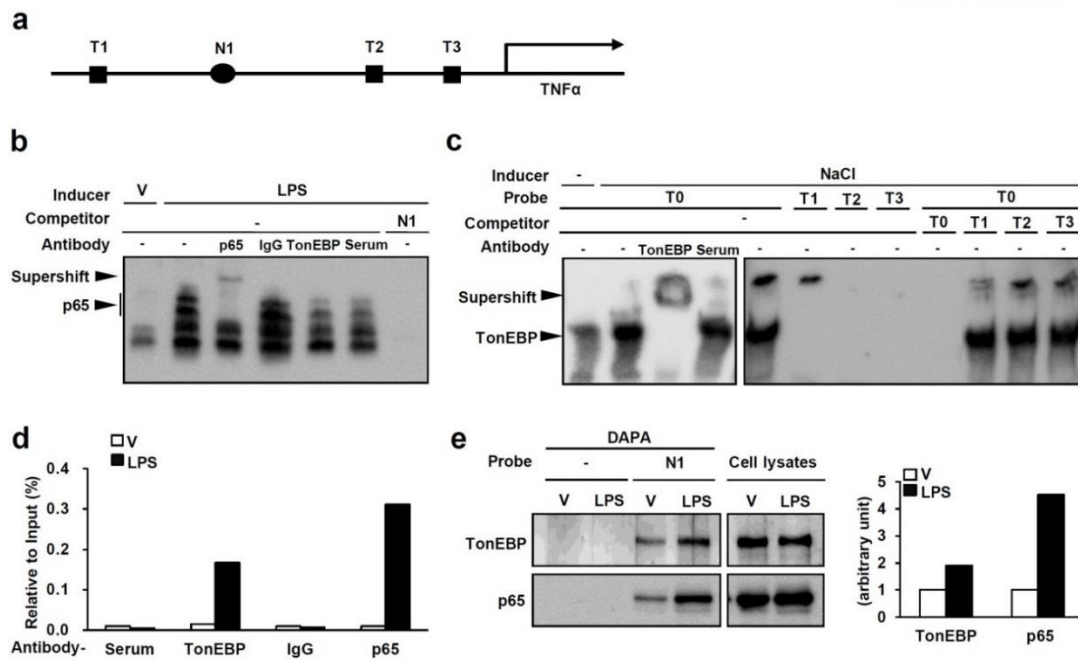 a
T1 N1 T2 T3
TNFα
b
Inducer V LPS
Competitor - N1
Antibody - - p65 IgG TonEBP Serum -
Supershift
p65
c
Inducer - NaCl
Probe T0 T1 T2 T3 T0
Competitor - T0 T1 T2 T3
Antibody - - TonEBP Serum - - - - - - - -
Supershift
TonEBP
d
V
LPS
Relative to Input (%)
0.4
0.3
0.2
0.1
0.0
Antibody- Serum TonEBP IgG p65
e
DAPA
Probe - N1 Cell lysates
V LPS V LPS V LPS
TonEBP
p65
V
LPS
(arbitrary unit)
5
4
3
2
1
0
TonEBP p65